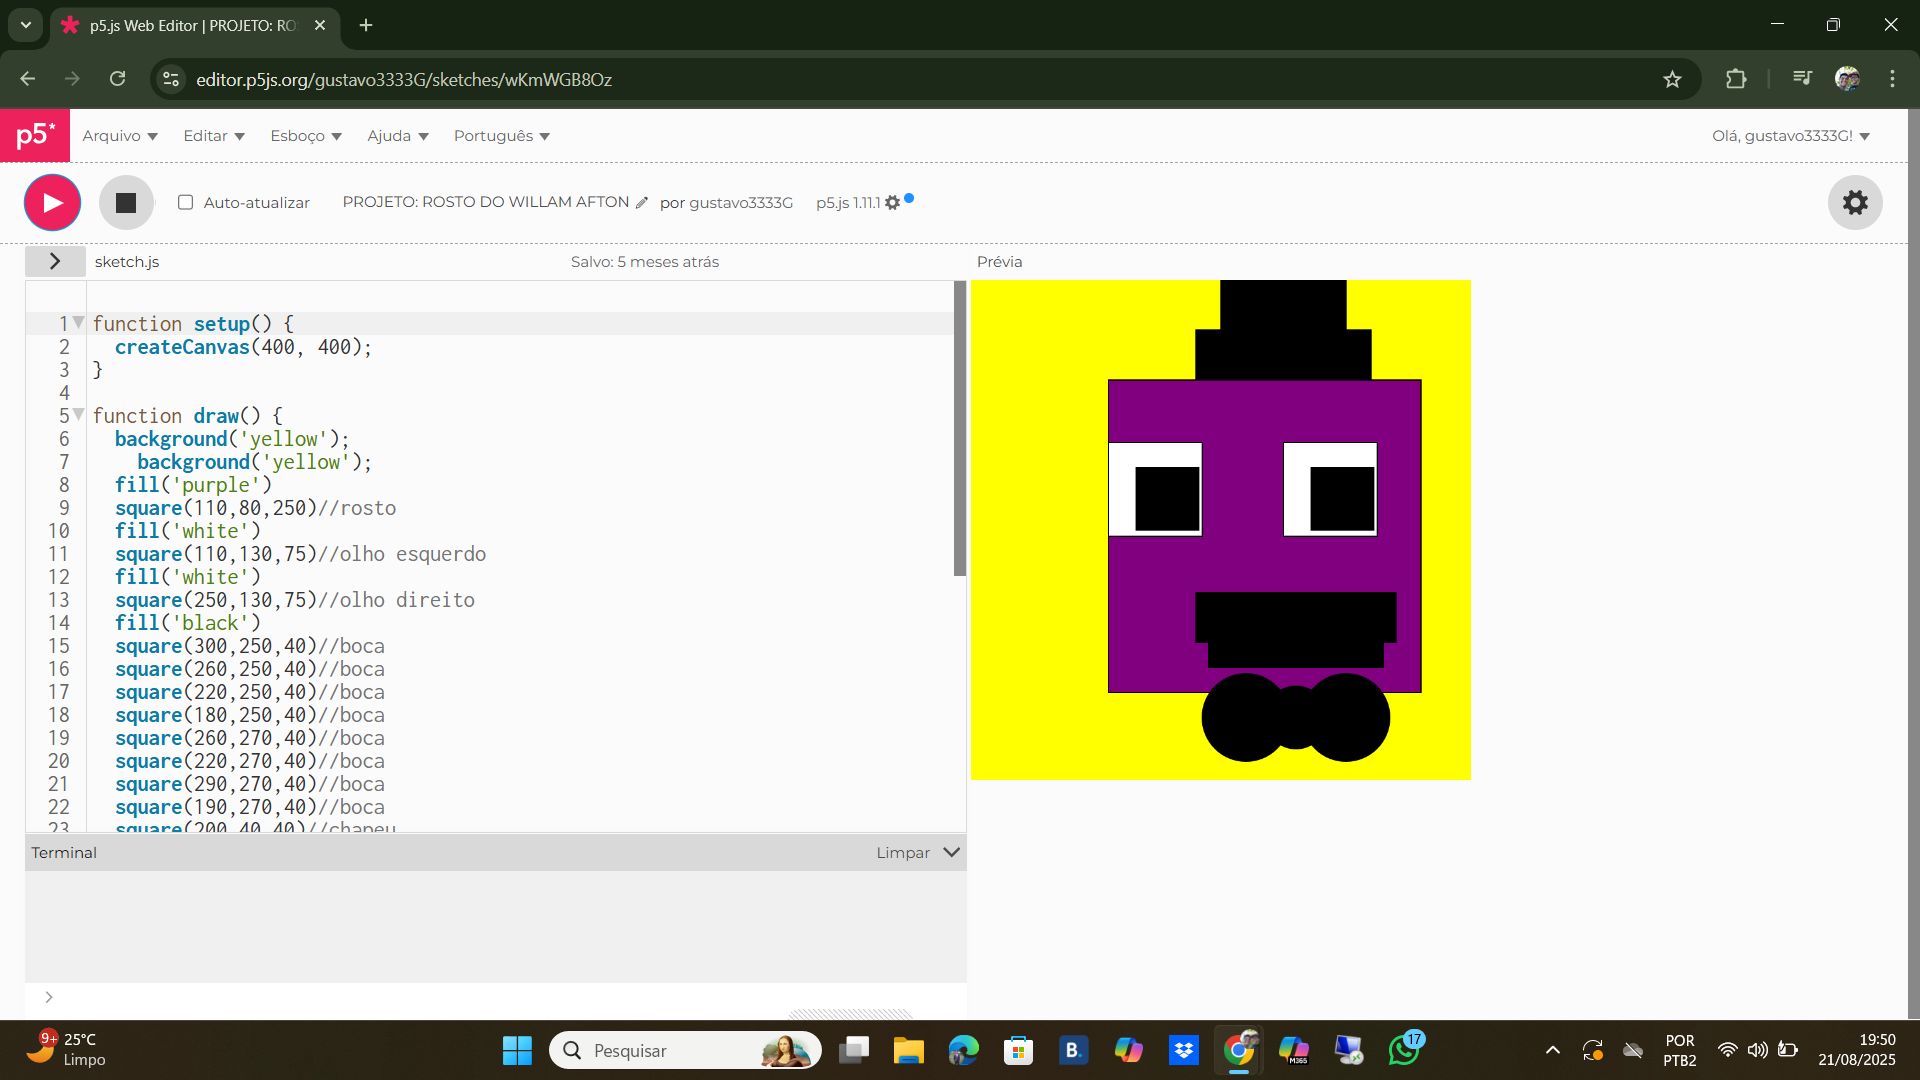 p5.js Web Editor | PROJETO: RO
editor.p5js.org/gustavo3333G/sketches/wKmWGB8Oz
p5* Arquivo Editar Esboço Ajuda Português Olá, gustavo3333G!
Auto-atualizar PROJETO: ROSTO DO WILLAM AFTON por gustavo3333G p5.js 1.11.1
sketch.js Salvo: 5 meses atrás Prévia
1 function setup() {
2 createCanvas(400, 400);
3 }
4
5 function draw() {
6 background('yellow');
7 background('yellow');
8 fill('purple')
9 square(110,80,250)//rosto
10 fill('white')
11 square(110,130,75)//olho esquerdo
12 fill('white')
13 square(250,130,75)//olho direito
14 fill('black')
15 square(300,250,40)//boca
16 square(260,250,40)//boca
17 square(220,250,40)//boca
18 square(180,250,40)//boca
19 square(260,270,40)//boca
20 square(220,270,40)//boca
21 square(290,270,40)//boca
22 square(190,270,40)//boca
23 square(200,40,40)//chapeu
Terminal Limpar
>
9+ 25°C
Limpo
Pesquisar
B.
M365
17
POR
PTB2
19:50
21/08/2025